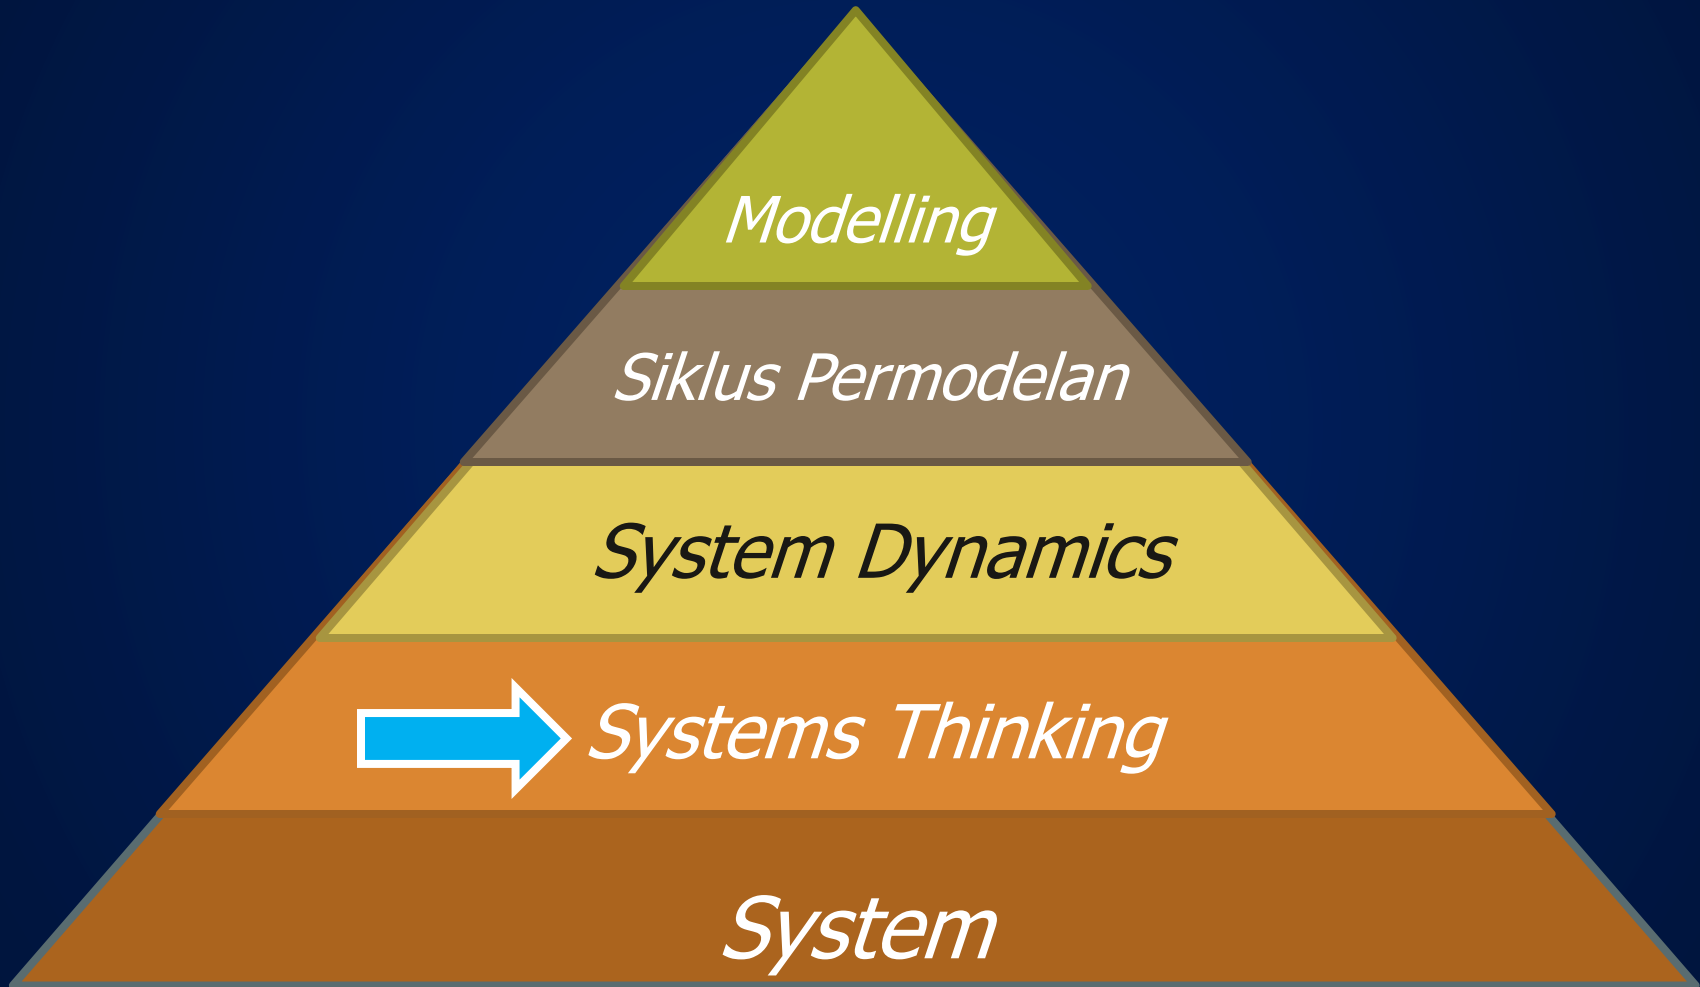 Modelling
Siklus Permodelan
System Dynamics
Systems Thinking
System